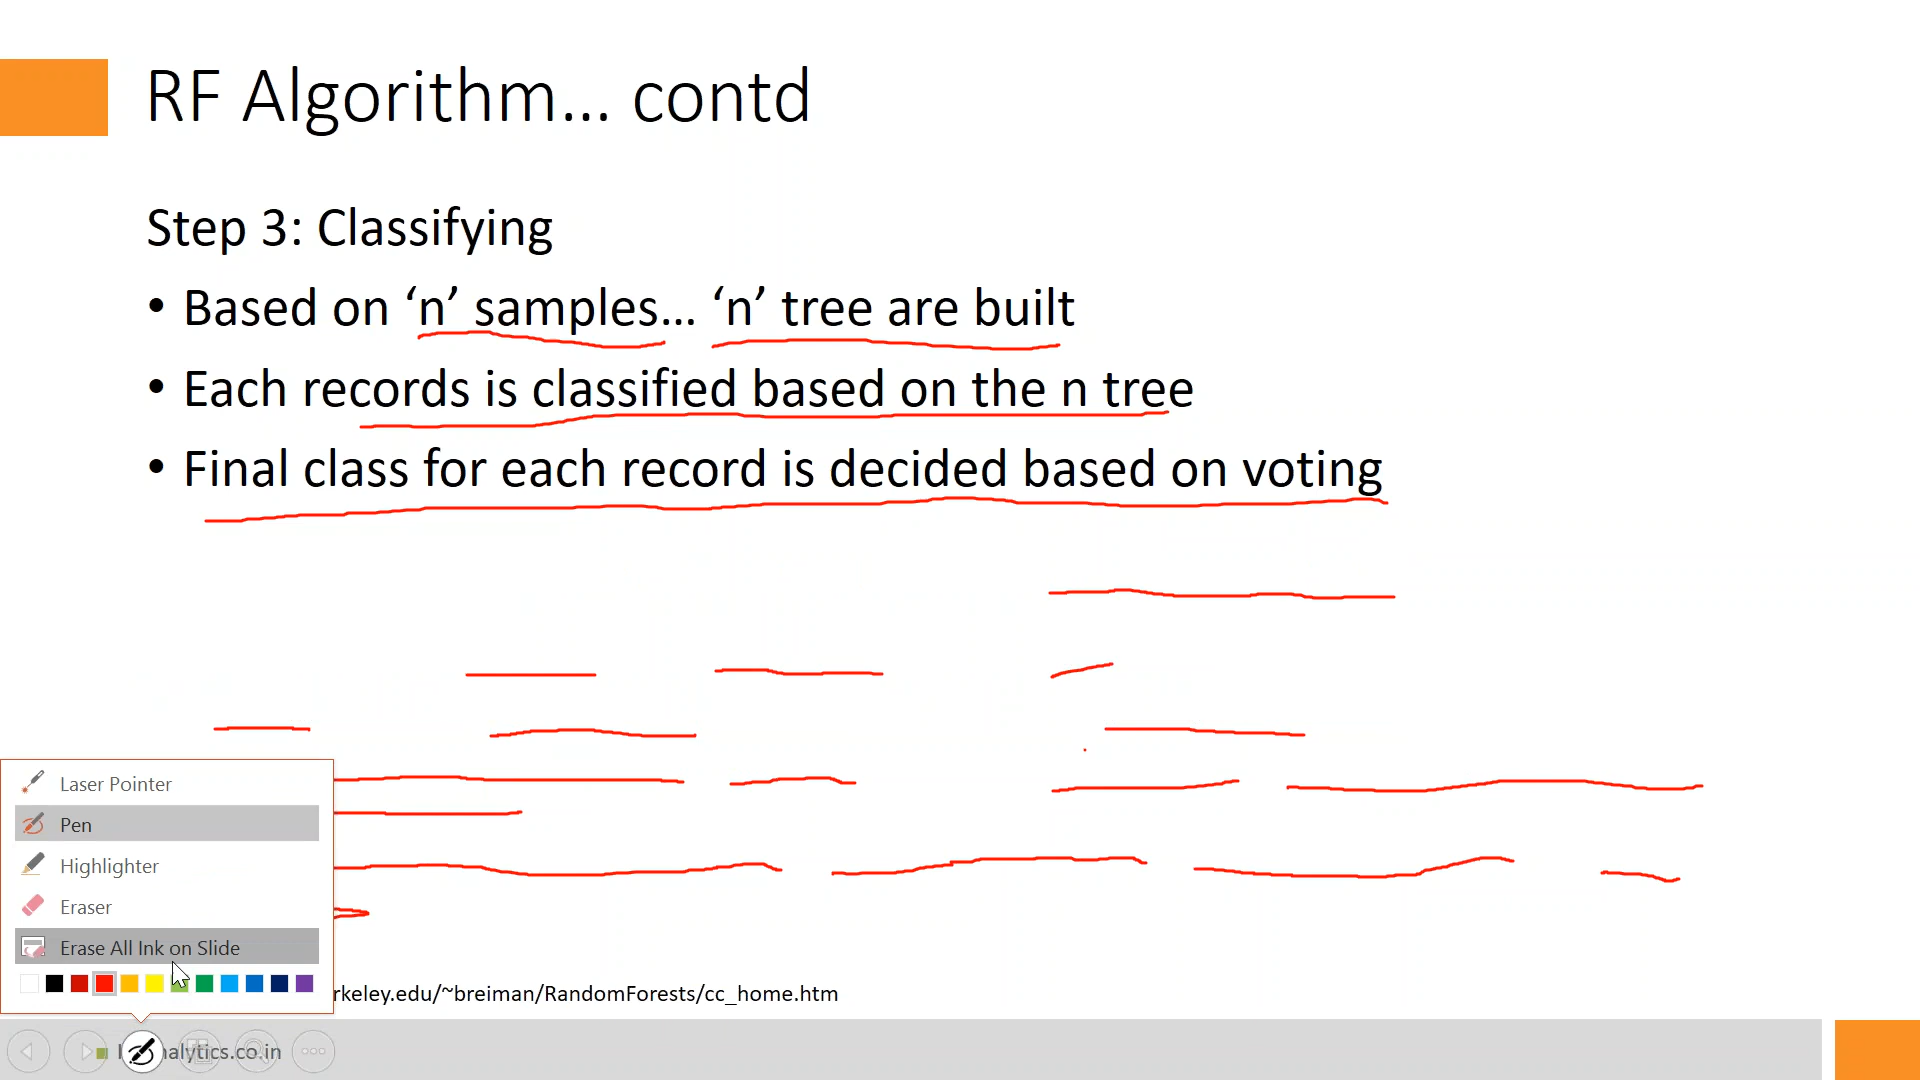 RF Algorithm... contd
Step 3: Classifying
• Based on ‘n’ samples... ‘n’ tree are built
• Each records is classified based on the n tree
• Final class for each record is decided based on voting
Laser Pointer
Pen
Highlighter
Eraser
Erase All Ink on Slide
rkeley.edu/~breiman/RandomForests/cc_home.htm
alytics.co.in